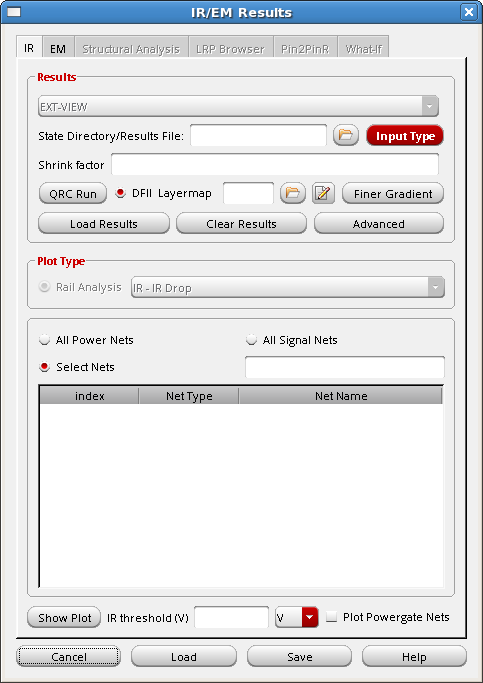 IR/EM Results
IR EM Structural Analysis LRP Browser Pin2PinR What-If
Results
EXT-VIEW
State Directory/Results File: Input Type
Shrink factor
QRC Run DFII Layermap Finer Gradient
Load Results Clear Results Advanced
Plot Type
Rail Analysis IR - IR Drop
All Power Nets All Signal Nets
Select Nets
index Net Type Net Name
Show Plot IR threshold (V) V Plot Powergate Nets
Cancel Load Save Help